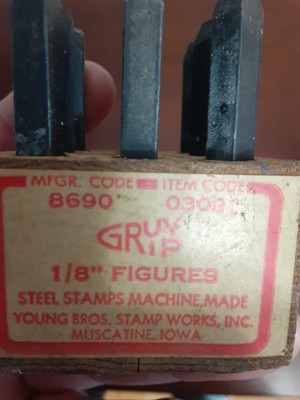 MFGR. CODE ITEM CODE
8690
GRUV GRIP
1/8" FIGURES
STEEL STAMPS MACHINE, MADE
YOUNG BROS. STAMP WORKS, INC.
MUSCATINE, IOWA